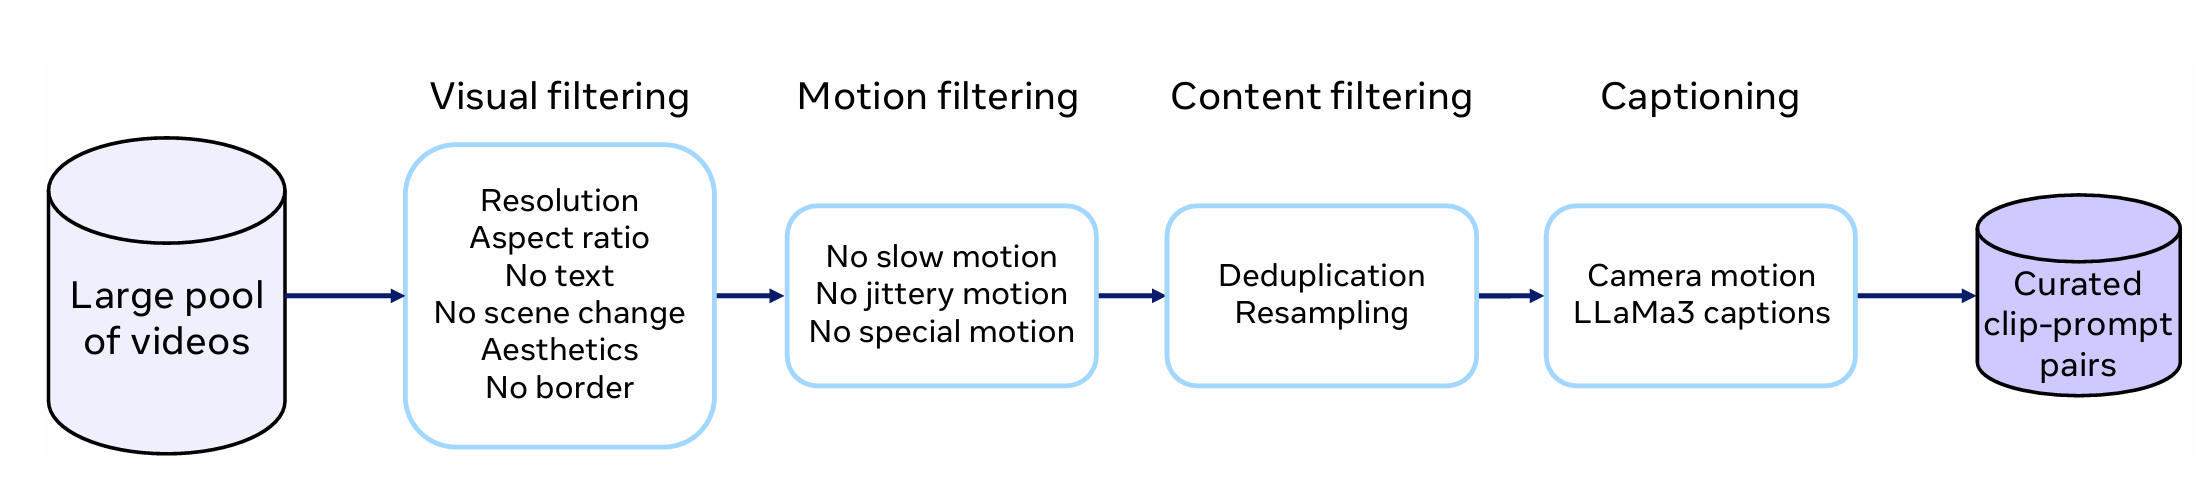 Visual filtering
Motion filtering
Content filtering
Captioning
Large pool
of videos
Resolution
Aspect ratio
No text
No scene change
Aesthetics
No border
No slow motion
No jittery motion
No special motion
Deduplication
Resampling
Camera motion
LLaMa3 captions
Curated
clip-prompt
pairs